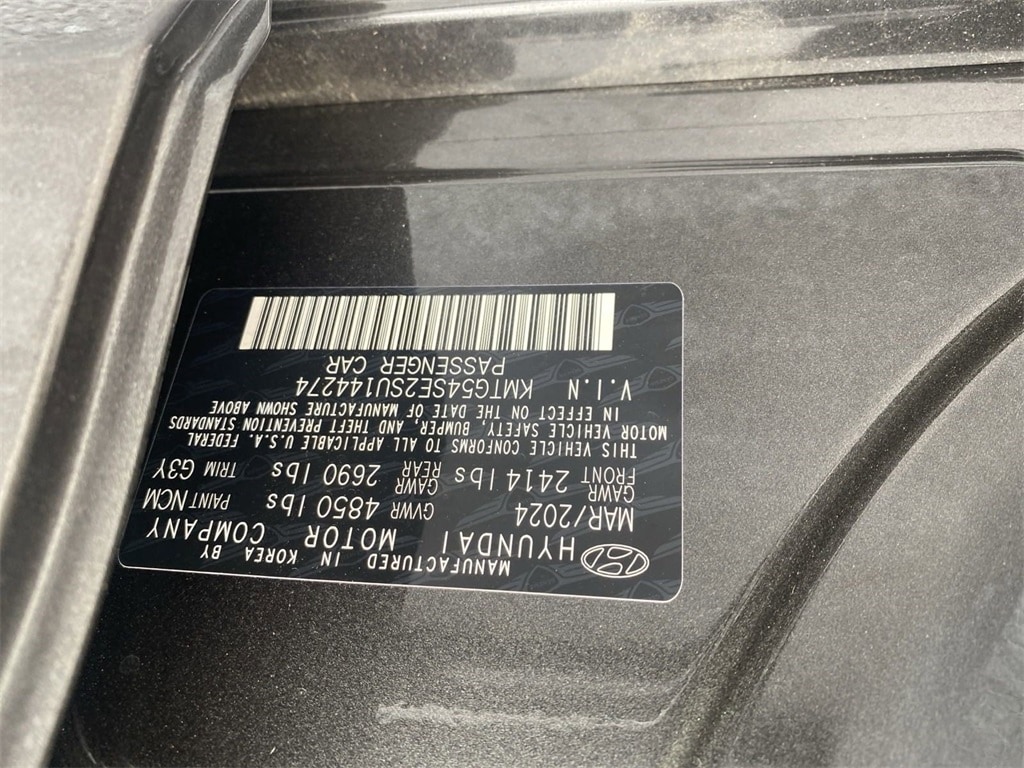 MANUFACTURED IN KOREA BY
HYUNDAI MOTOR COMPANY
MAR/2024 GVWR 4850 lbs PAINT NCM
GAWR FRONT 2414 lbs GAWR REAR 2690 lbs TRIM G3Y
THIS VEHICLE CONFORMS TO ALL APPLICABLE U.S.A. FEDERAL
MOTOR VEHICLE SAFETY, BUMPER, AND THEFT PREVENTION STANDARDS
IN EFFECT ON THE DATE OF MANUFACTURE SHOWN ABOVE
V.I.N KMTG54SE2SU144274
PASSENGER CAR